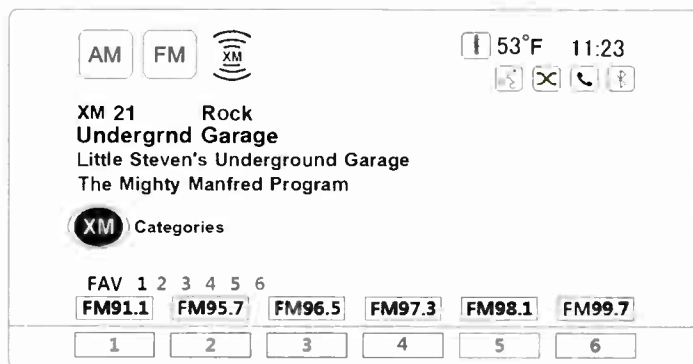 AM FM XM 53°F 11:23
XM 21 Rock
Undergrnd Garage
Little Steven's Underground Garage
The Mighty Manfred Program
XM Categories
FAV 1 2 3 4 5 6
FM91.1 FM95.7 FM96.5 FM97.3 FM98.1 FM99.7
1 2 3 4 5 6